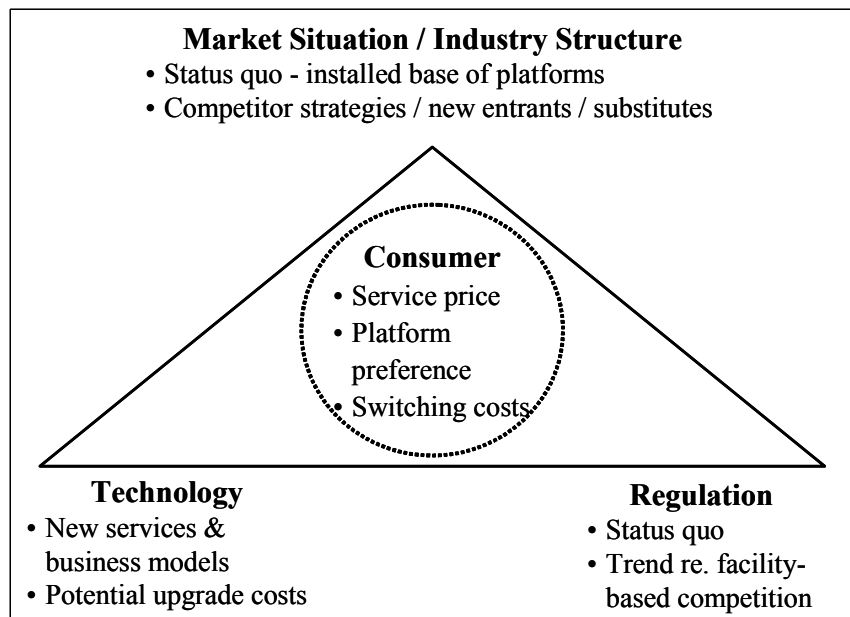 Market Situation / Industry Structure
• Status quo - installed base of platforms
• Competitor strategies / new entrants / substitutes
Consumer
• Service price
• Platform
preference
• Switching costs
Technology
• New services &
business models
• Potential upgrade costs
Regulation
• Status quo
• Trend re. facility-
based competition